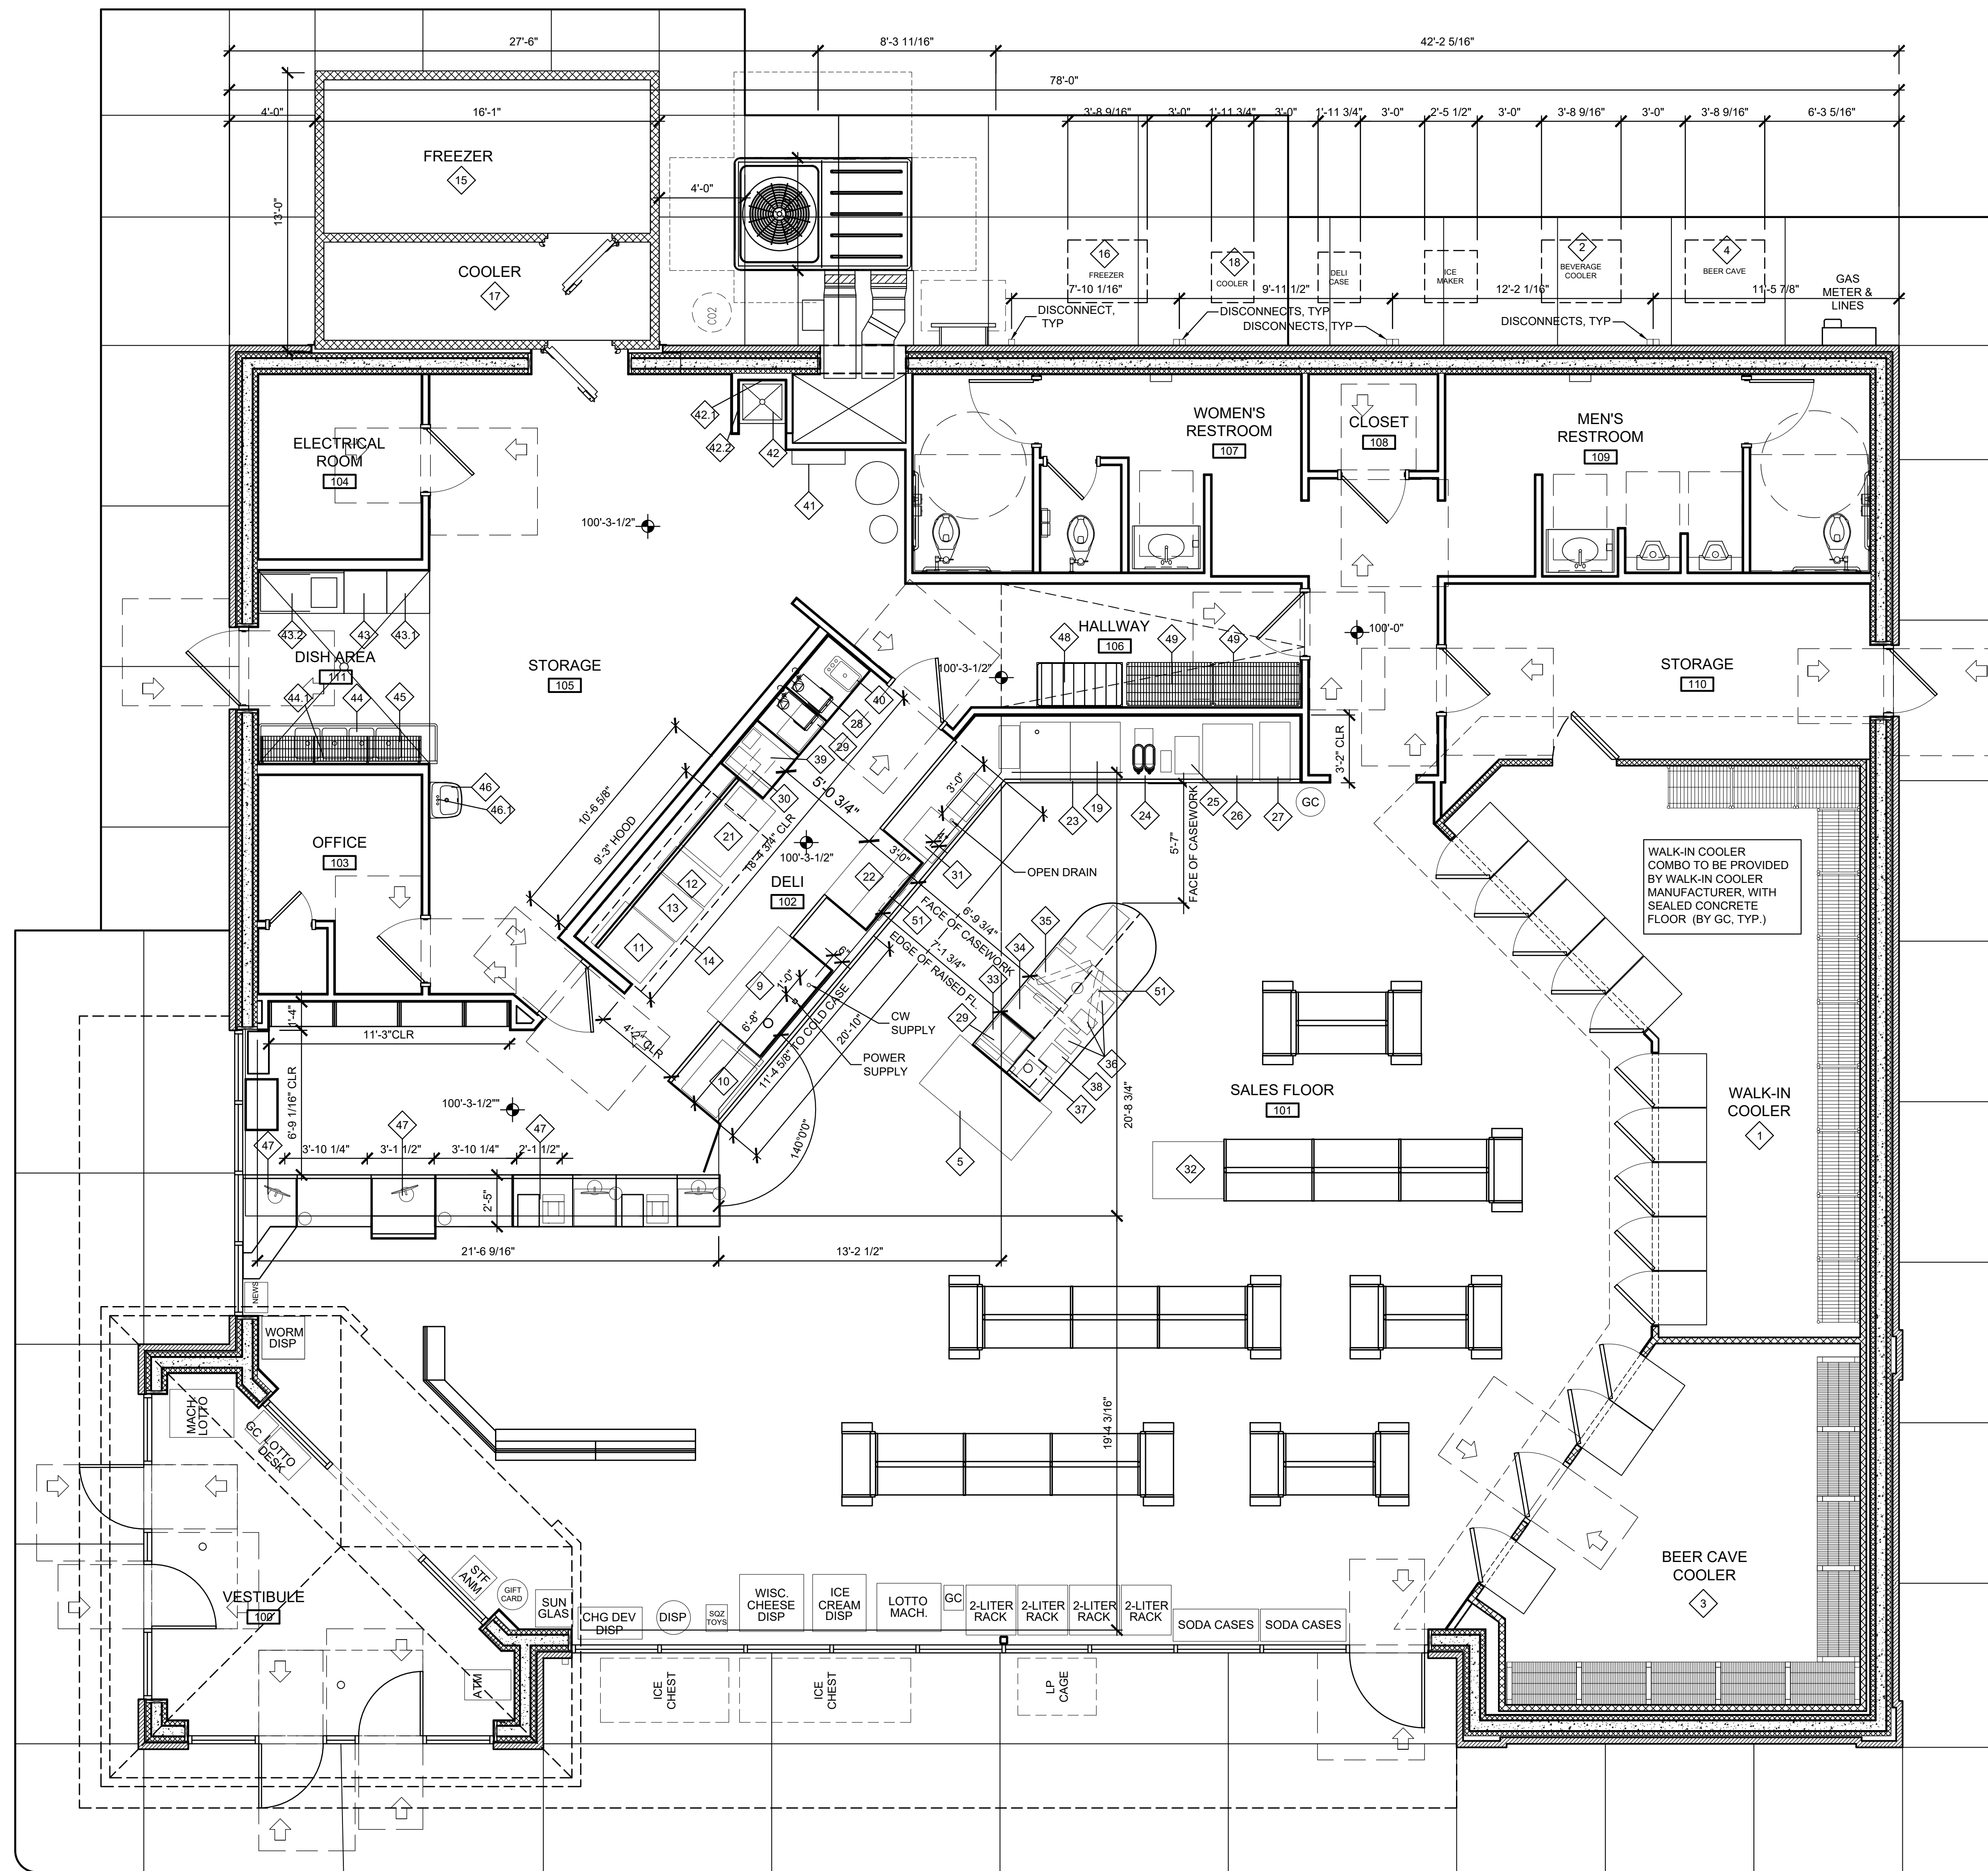 27'-6"
8'-3 11/16"
42'-2 5/16"
78'-0"
4'-0"
16'-1"
3'-8 9/16"
3'-0"
1'-11 3/4"
3'-0"
1'-11 3/4"
3'-0"
2'-5 1/2"
3'-0"
3'-8 9/16"
3'-0"
3'-8 9/16"
6'-3 5/16"
FREEZER
15
13'-0"
4'-0"
COOLER
17
CO2
16
FREEZER
18
COOLER
DELI
CASE
ICE
MAKER
2
BEVERAGE
COOLER
4
BEER CAVE
GAS
METER &
LINES
7'-10 1/16"
9'-11 1/2"
12'-2 1/16"
11'-5 7/8"
DISCONNECT,
TYP
DISCONNECTS, TYP
DISCONNECTS, TYP
DISCONNECTS, TYP
ELECTRICAL
ROOM
104
42.1
42.2
42
41
WOMEN'S
RESTROOM
107
CLOSET
108
MEN'S
RESTROOM
109
100'-3-1/2"
43.2
43
43.1
DISH AREA
111
44.1
44
45
STORAGE
105
HALLWAY
106
48
49
49
100'-0"
100'-3-1/2"
STORAGE
110
40
28
29
39
30
46
46.1
OFFICE
103
10'-6 5/8"
9'-3" HOOD
5'-0 3/4"
18'-4 3/4" CLR
21
12
13
11
14
100'-3-1/2"
DELI
102
3'-0"
3'-0"
22
31
OPEN DRAIN
23
19
24
25
26
27
GC
3'-2" CLR
5'-7"
FACE OF CASEWORK
WALK-IN COOLER
COMBO TO BE PROVIDED
BY WALK-IN COOLER
MANUFACTURER, WITH
SEALED CONCRETE
FLOOR (BY GC, TYP.)
51
6'-9 3/4"
FACE OF CASEWORK
7'-1 3/4"
EDGE OF RAISED FL
35
34
33
51
29
36
38
37
5
9
6"
1'-0"
6'-8"
10
CW
SUPPLY
POWER
SUPPLY
11'-4 5/8" TO COLD CASE
20'-10"
4'-2" CLR
140°0'0"
1'-4"
11'-3"CLR
6'-9 1/16" CLR
100'-3-1/2""
47
47
47
3'-10 1/4"
3'-1 1/2"
3'-10 1/4"
2'-1 1/2"
2'-5"
21'-6 9/16"
13'-2 1/2"
20'-8 3/4"
SALES FLOOR
101
32
WALK-IN
COOLER
1
NEWS
WORM
DISP
MACH
LOTTO
GC
LOTTO
DESK
19'-4 3/16"
BEER CAVE
COOLER
3
VESTIBULE
100
STF
ANM
GIFT
CARD
SUN
GLAS
CHG DEV
DISP
DISP
SQZ
TOYS
WISC.
CHEESE
DISP
ICE
CREAM
DISP
LOTTO
MACH.
GC
2-LITER
RACK
2-LITER
RACK
2-LITER
RACK
2-LITER
RACK
SODA CASES
SODA CASES
ATM
ICE
CHEST
ICE
CHEST
LP
CAGE